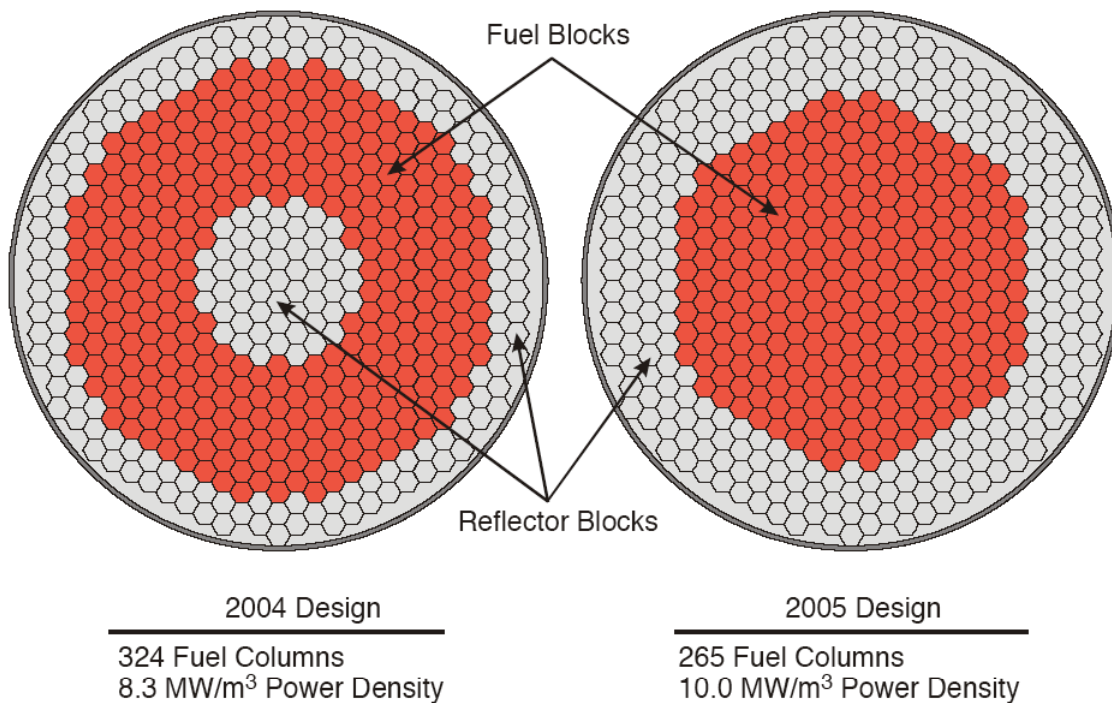 Fuel Blocks
Reflector Blocks
2004 Design
324 Fuel Columns
8.3 MW/m³ Power Density
2005 Design
265 Fuel Columns
10.0 MW/m³ Power Density